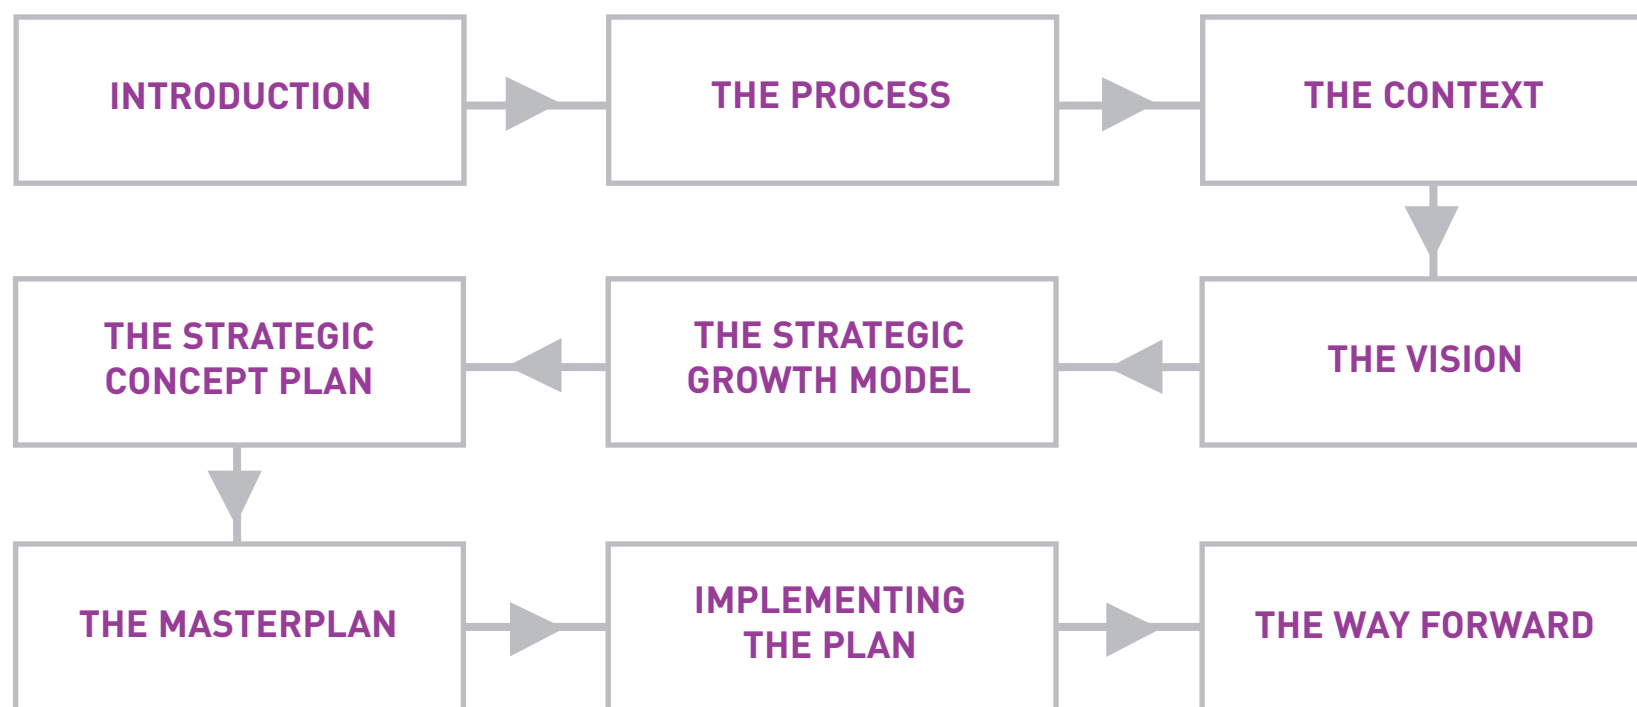 INTRODUCTION
THE PROCESS
THE CONTEXT
THE VISION
THE STRATEGIC
GROWTH MODEL
THE STRATEGIC
CONCEPT PLAN
THE MASTERPLAN
IMPLEMENTING
THE PLAN
THE WAY FORWARD